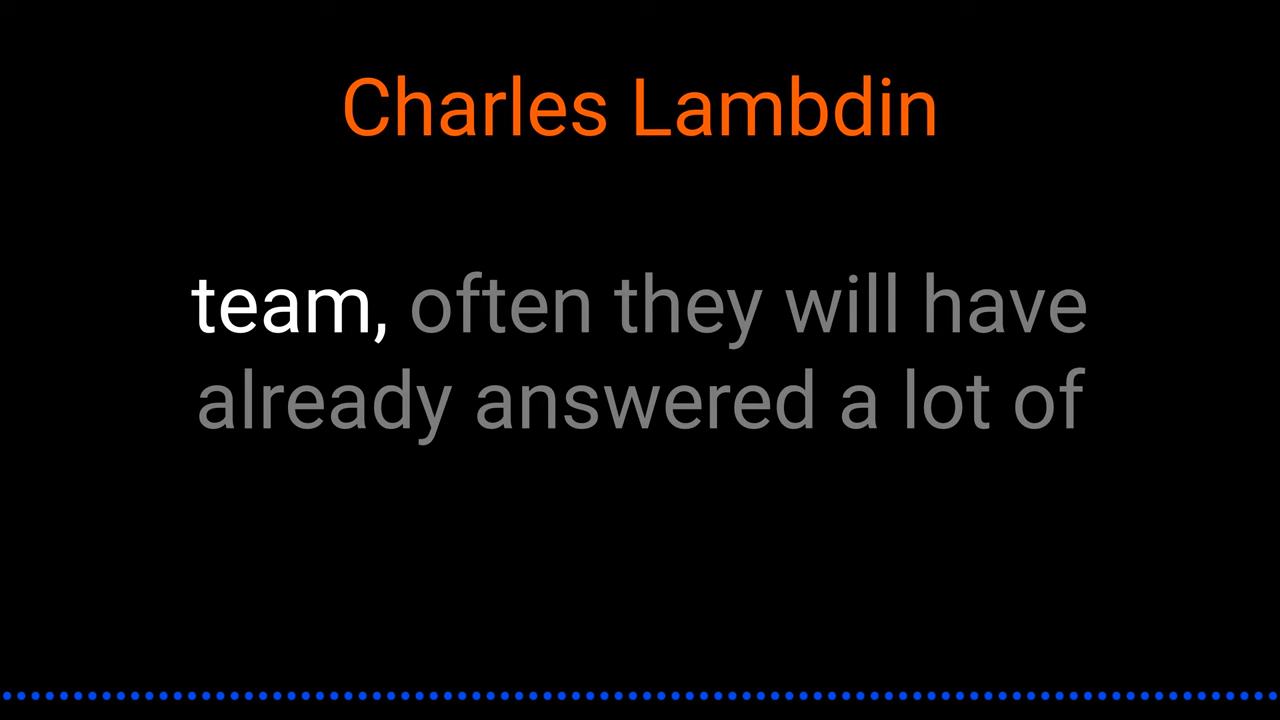 Charles Lambdin
team, often they will have
already answered a lot of